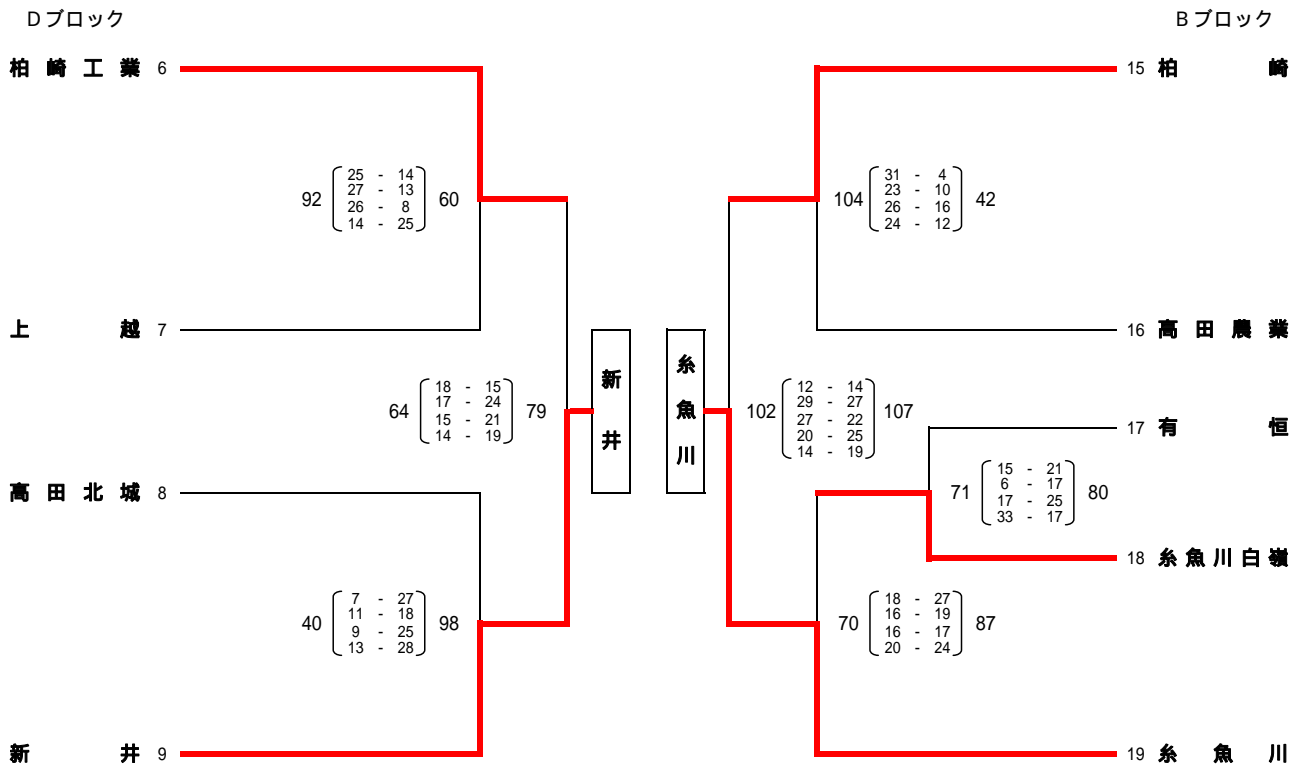 Dブロック
Bブロック
柏崎工業 6
15 柏崎
92
25 - 14
27 - 13
26 - 8
14 - 25
60
104
31 - 4
23 - 10
26 - 16
24 - 12
42
上越 7
16 高田農業
新井
糸魚川
64
18 - 15
17 - 24
15 - 21
14 - 19
79
102
12 - 14
29 - 27
27 - 22
20 - 25
14 - 19
107
17 有恒
高田北城 8
71
15 - 21
6 - 17
17 - 25
33 - 17
80
18 糸魚川白嶺
40
7 - 27
11 - 18
9 - 25
13 - 28
98
70
18 - 27
16 - 19
16 - 17
20 - 24
87
新井 9
19 糸魚川